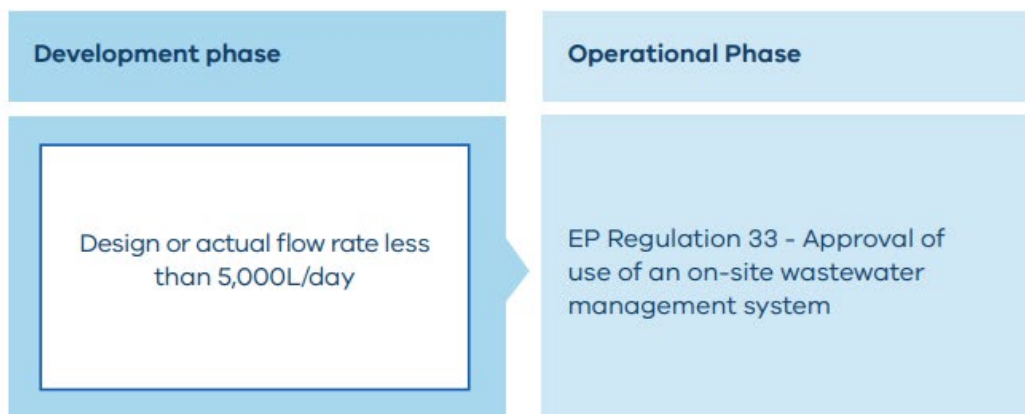 Development phase
Operational Phase
Design or actual flow rate less
than 5,000L/day
EP Regulation 33 - Approval of
use of an on-site wastewater
management system